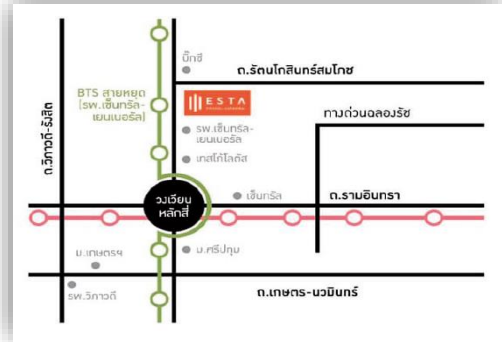 บิ๊กซี
ถ.รัตนโกสินทร์สมโภช
BTS สายหยุด
(รพ.เซ็นทรัล-
เยนเนอรัล)
ESTA
ทางด่วนฉลองรัช
รพ.เซ็นทรัล-
เยนเนอรัล
เทสโก้โลตัส
ถ.วิภาวดี-รังสิต
วงเวียน
หลักสี่
เซ็นทรัล
ถ.รามอินทรา
ม.เกษตรฯ
ม.ศรีปทุม
รพ.วิภาวดี
ถ.เกษตร-นวมินทร์